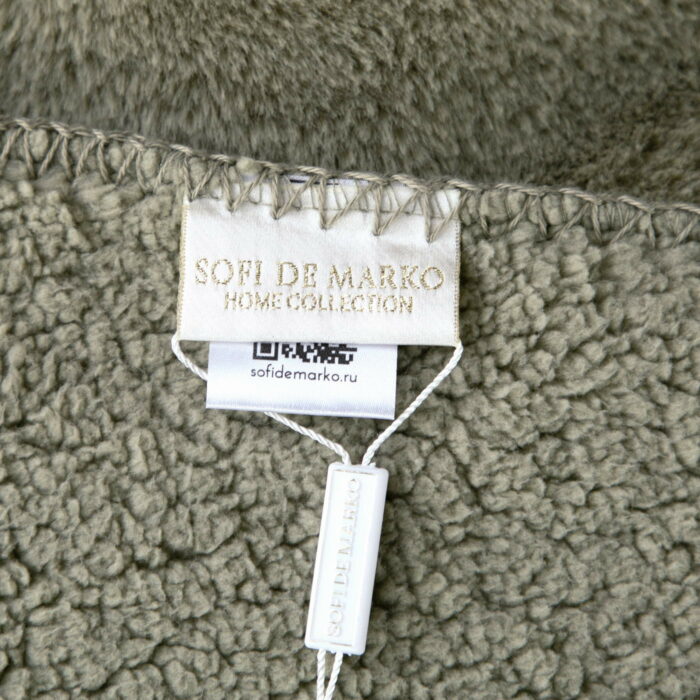 SOFI DE MARKO
HOME COLLECTION
sofidemarko.ru
SOFI DE MARKO